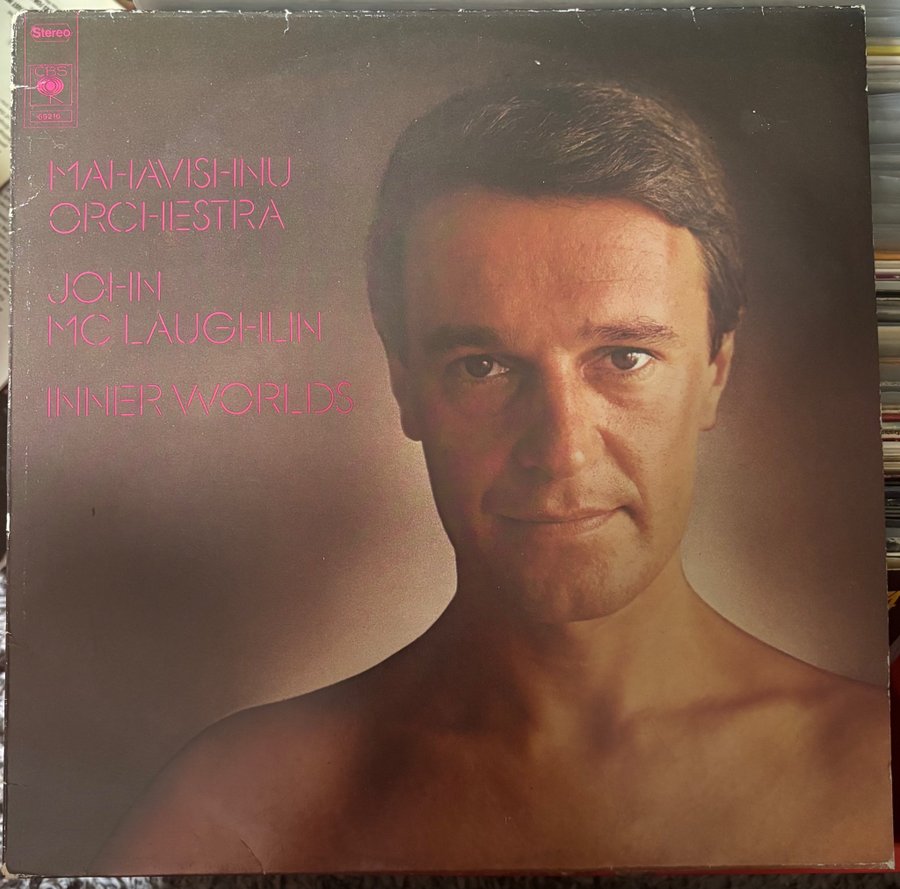 Stereo
CBS
69216
MAHAVISHNU
ORCHESTRA
JOHN
MC LAUGHLIN
INNER WORLDS